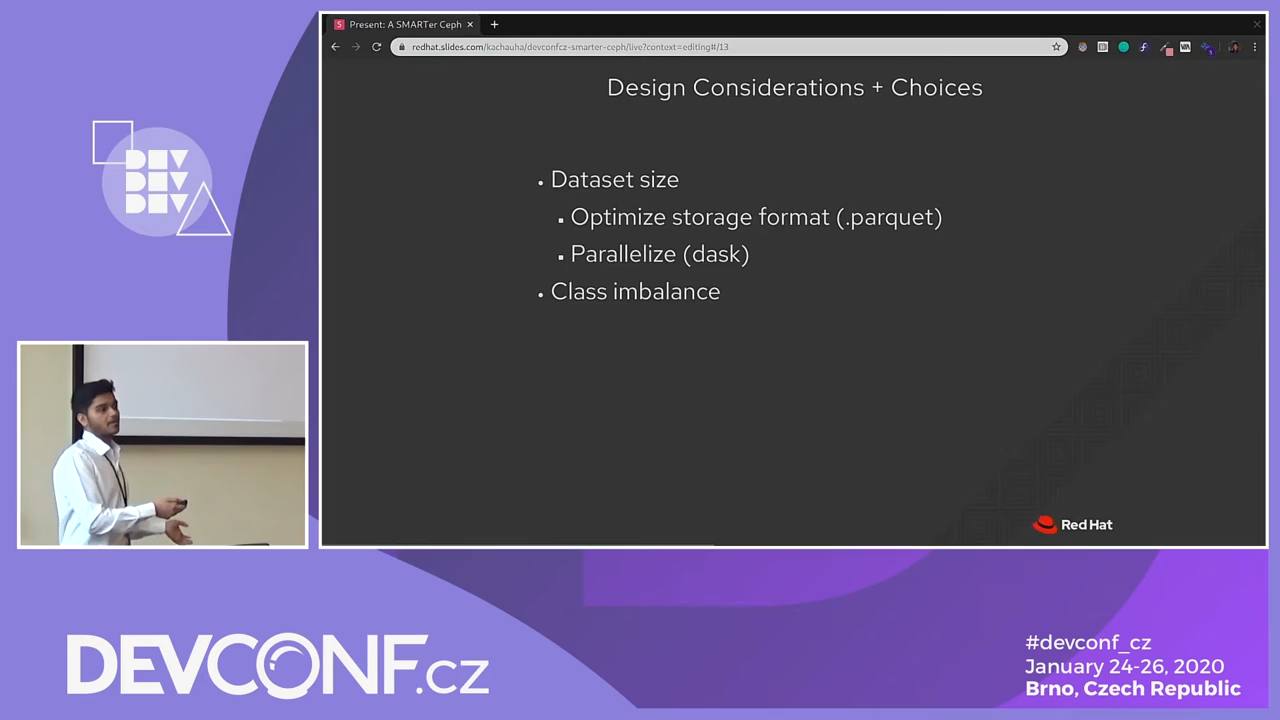 Present: A SMARTer Ceph
redhat.slides.com/kachauha/devconfcz-smarter-ceph/live?context=editing#/13
Design Considerations + Choices
DEV
DEV
DEV
• Dataset size
▪ Optimize storage format (.parquet)
▪ Parallelize (dask)
• Class imbalance
Red Hat
DEVCONF.cz
#devconf_cz
January 24-26, 2020
Brno, Czech Republic